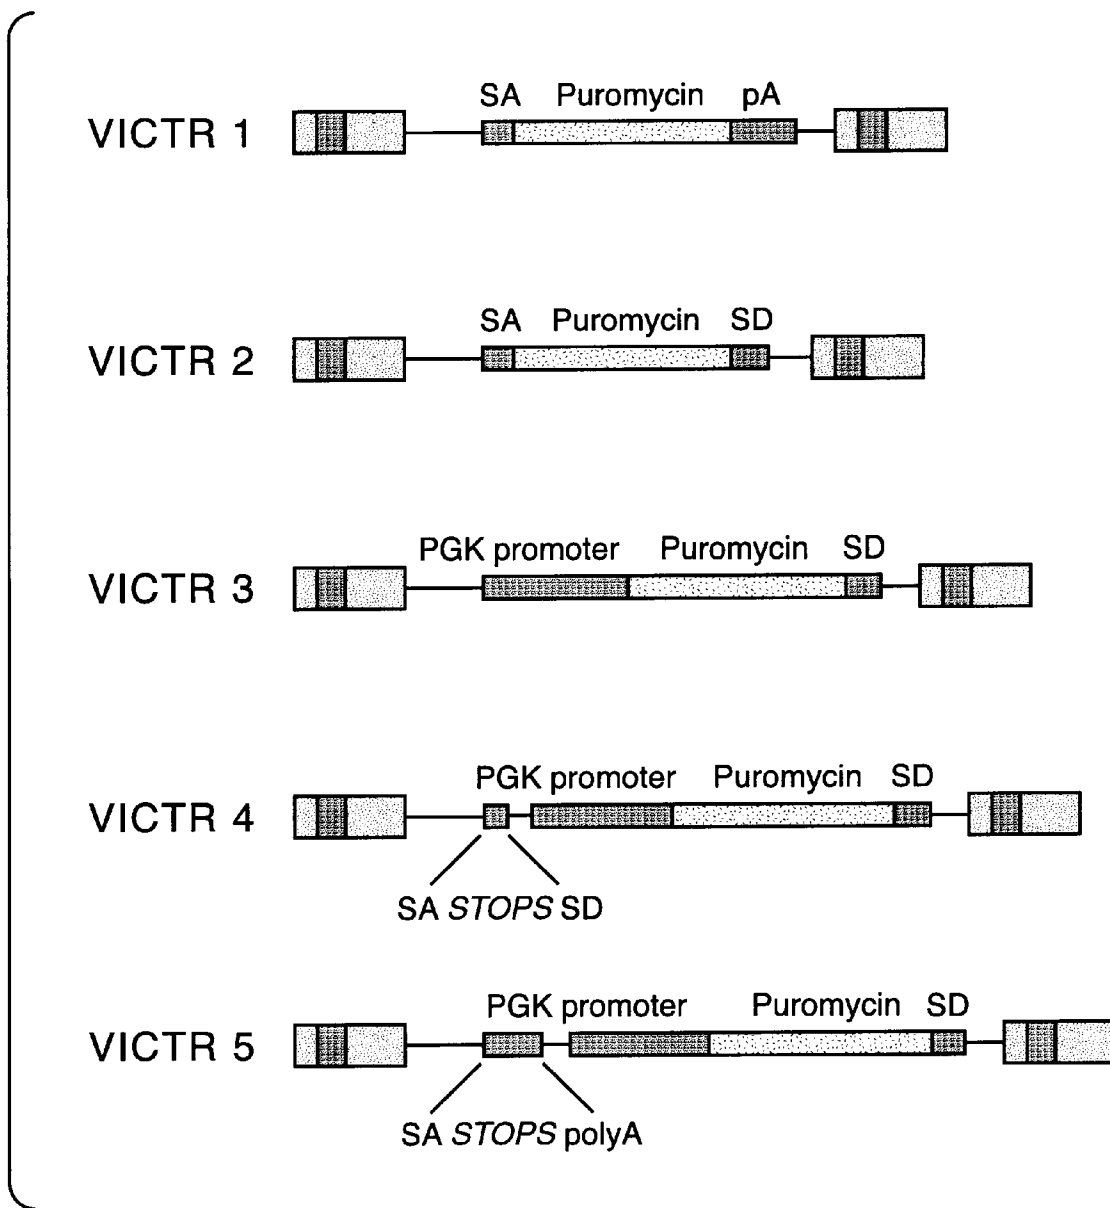 SA Puromycin pA
VICTR 1
SA Puromycin SD
VICTR 2
PGK promoter Puromycin SD
VICTR 3
PGK promoter Puromycin SD
VICTR 4
SA STOPS SD
PGK promoter Puromycin SD
VICTR 5
SA STOPS polyA